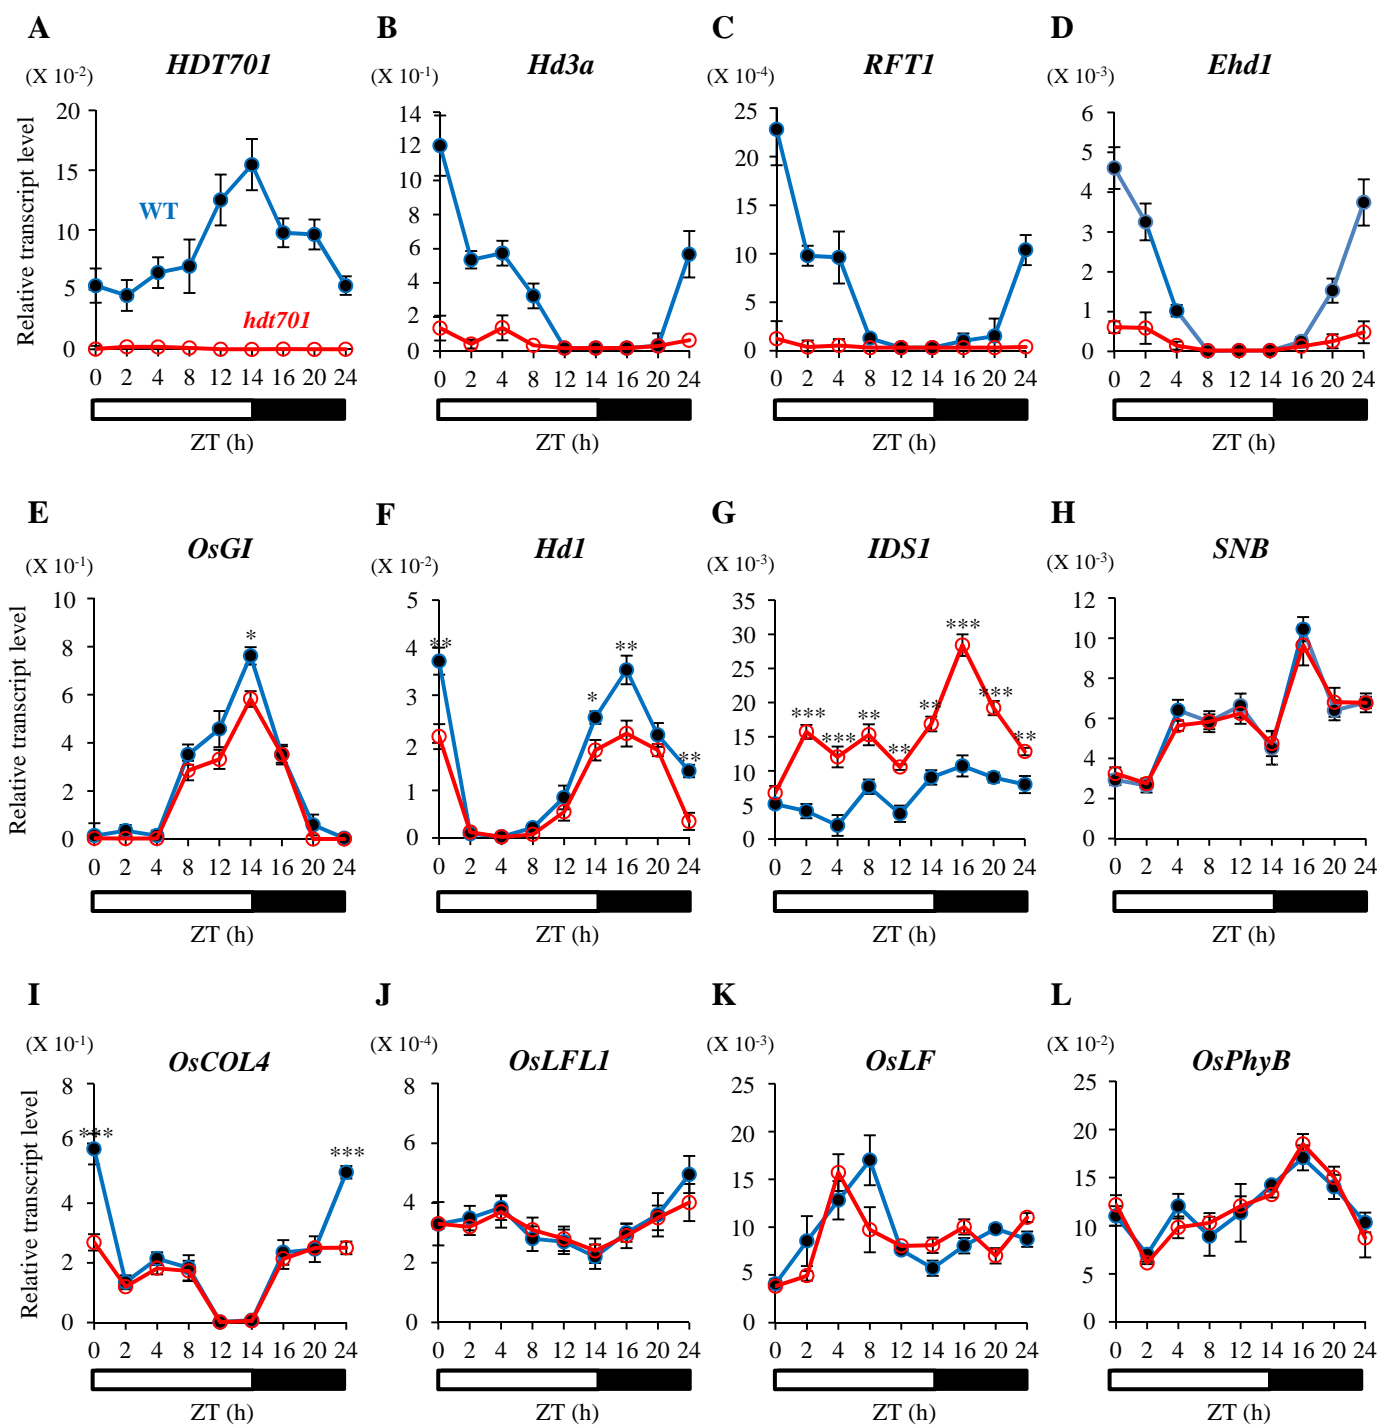 A
HDT701
(X 10-2)
Relative transcript level
20
15
10
5
0
WT
hdt701
0 2 4 8 12 14 16 20 24
ZT (h)
B
Hd3a
(X 10-1)
14
12
10
8
6
4
2
0
0 2 4 8 12 14 16 20 24
ZT (h)
C
RFT1
(X 10-4)
25
20
15
10
5
0
0 2 4 8 12 14 16 20 24
ZT (h)
D
Ehd1
(X 10-3)
6
5
4
3
2
1
0
0 2 4 8 12 14 16 20 24
ZT (h)
E
OsGI
(X 10-1)
Relative transcript level
10
8
6
4
2
0
*
0 2 4 8 12 14 16 20 24
ZT (h)
F
Hd1
(X 10-2)
5
4
3
2
1
0
** * ** **
0 2 4 8 12 14 16 20 24
ZT (h)
G
IDS1
(X 10-3)
35
30
25
20
15
10
5
0
*** *** ** ** ** *** *** **
0 2 4 8 12 14 16 20 24
ZT (h)
H
SNB
(X 10-3)
12
10
8
6
4
2
0
0 2 4 8 12 14 16 20 24
ZT (h)
I
OsCOL4
(X 10-1)
Relative transcript level
8
6
4
2
0
*** ***
0 2 4 8 12 14 16 20 24
ZT (h)
J
OsLFL1
(X 10-4)
8
6
4
2
0
0 2 4 8 12 14 16 20 24
ZT (h)
K
OsLF
(X 10-3)
25
20
15
10
5
0
0 2 4 8 12 14 16 20 24
ZT (h)
L
OsPhyB
(X 10-2)
25
20
15
10
5
0
0 2 4 8 12 14 16 20 24
ZT (h)